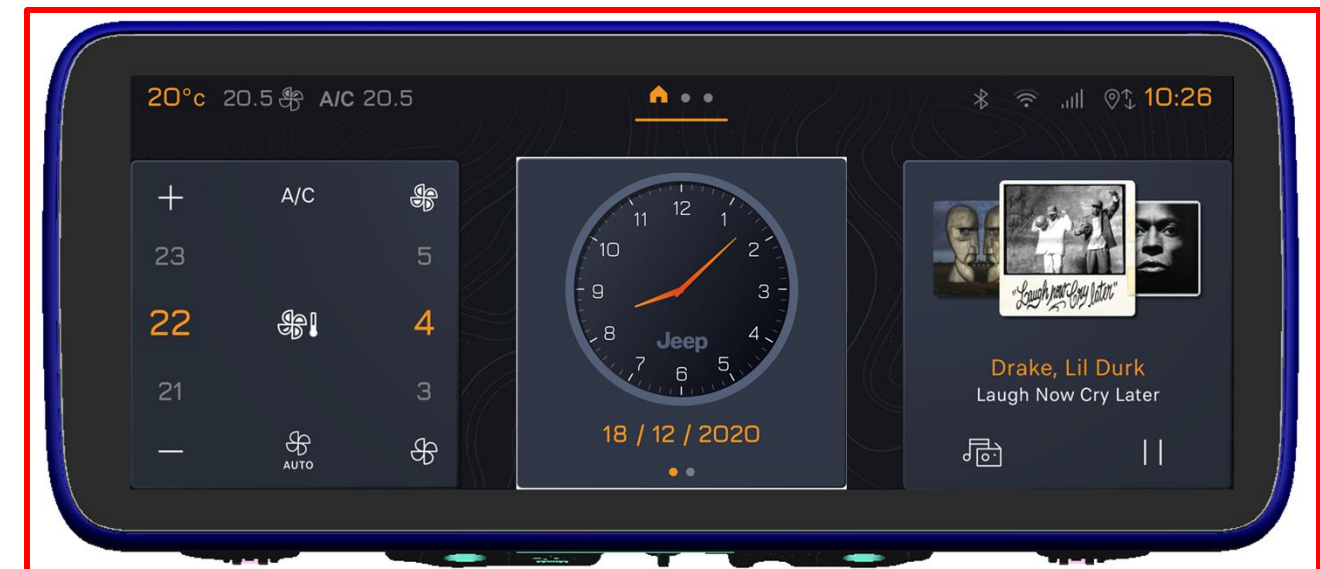 20°c 20.5 A/C 20.5
10:26
A/C
23 5
22 4
21 3
AUTO
12
11 1
10 2
9 3
8 4
7 5
6
Jeep
18 / 12 / 2020
"Laugh now Cry later"
Drake, Lil Durk
Laugh Now Cry Later